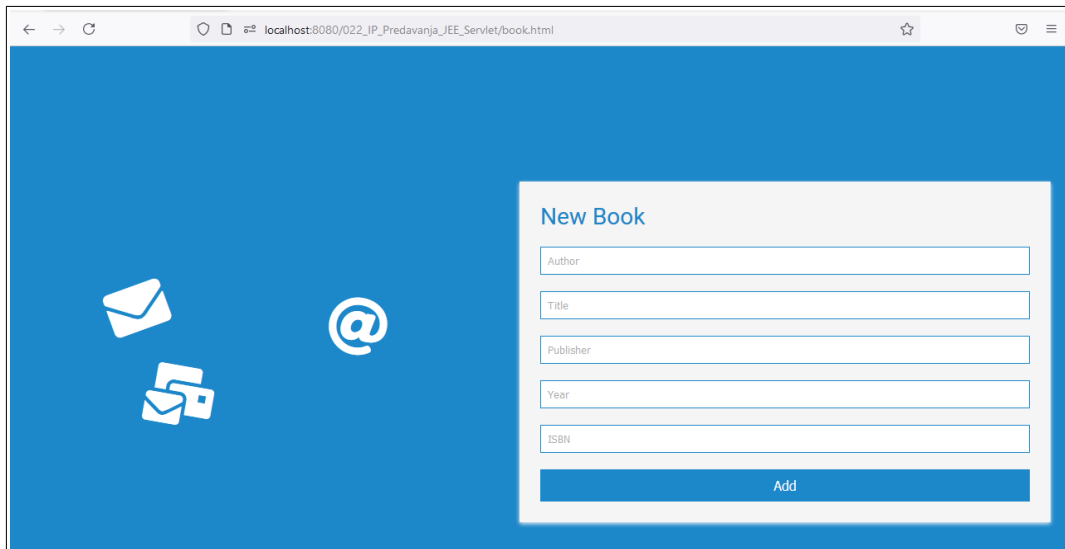 localhost:8080/022_IP_Predavanja_JEE_Servlet/book.html
New Book
Author
Title
Publisher
Year
ISBN
Add